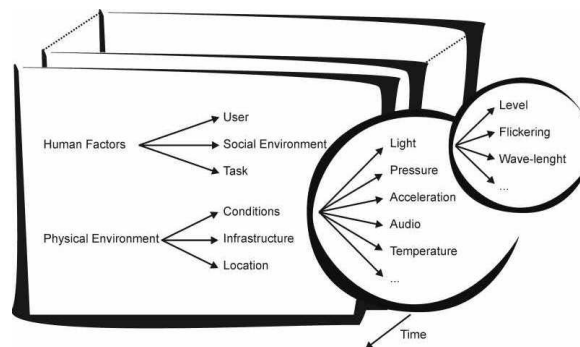 Human Factors
User
Social Environment
Task
Physical Environment
Conditions
Infrastructure
Location
Light
Pressure
Acceleration
Audio
Temperature
...
Level
Flickering
Wave-lenght
...
Time